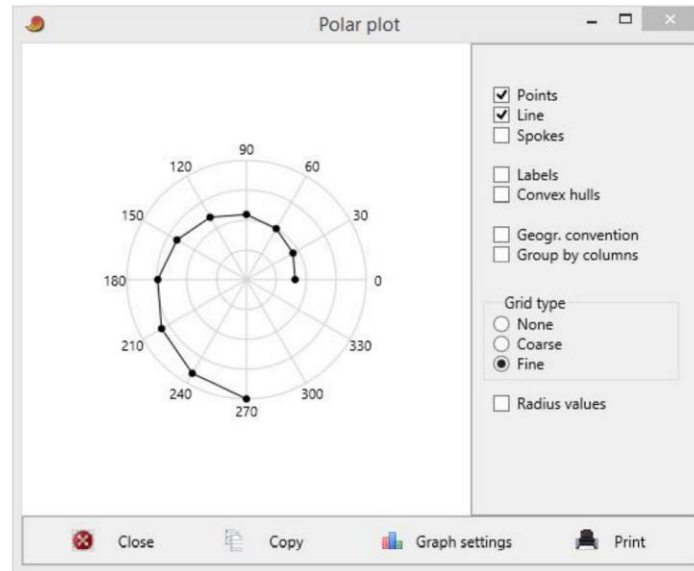 Polar plot
90
120
60
150
30
180
0
210
330
240
300
270
Points
Line
Spokes
Labels
Convex hulls
Geogr. convention
Group by columns
Grid type
None
Coarse
Fine
Radius values
Close
Copy
Graph settings
Print